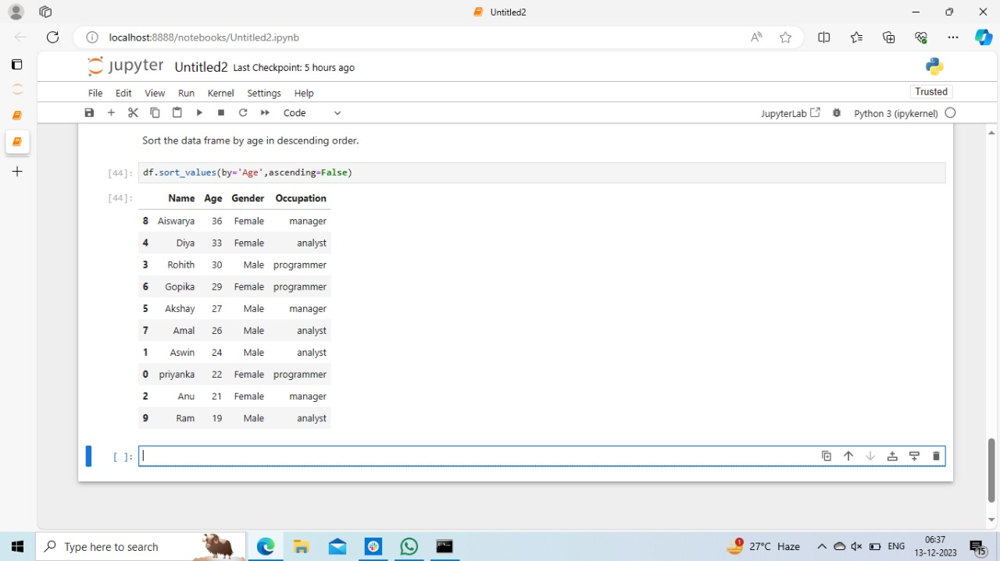 Untitled2
localhost:8888/notebooks/Untitled2.ipynb
jupyter Untitled2 Last Checkpoint: 5 hours ago
File Edit View Run Kernel Settings Help Trusted
Code JupyterLab Python 3 (ipykernel)
Sort the data frame by age in descending order.
[44]: df.sort_values(by='Age',ascending=False)
[44]: Name Age Gender Occupation
8 Aiswarya 36 Female manager
4 Diya 33 Female analyst
3 Rohith 30 Male programmer
6 Gopika 29 Female programmer
5 Akshay 27 Male manager
7 Amal 26 Male analyst
1 Aswin 24 Male analyst
0 priyanka 22 Female programmer
2 Anu 21 Female manager
9 Ram 19 Male analyst
[ ]:
Type here to search 1 27°C Haze ENG 06:37
13-12-2023 15